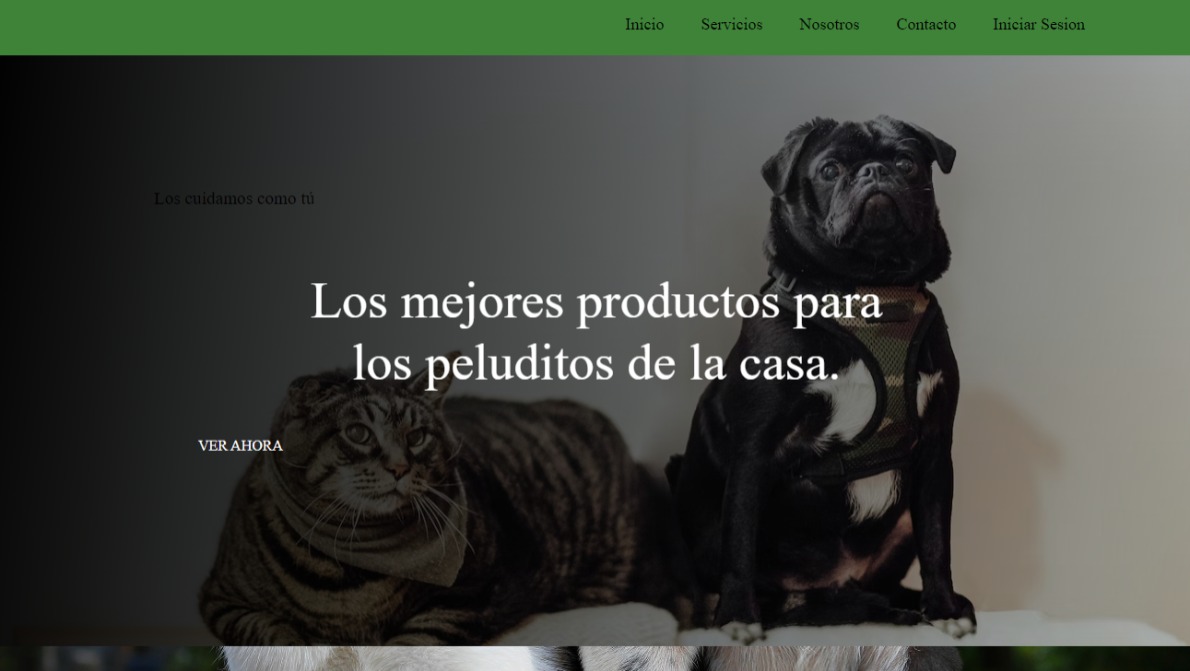 Inicio Servicios Nosotros Contacto Iniciar Sesion
Los cuidamos como tú
Los mejores productos para
los peluditos de la casa.
VER AHORA